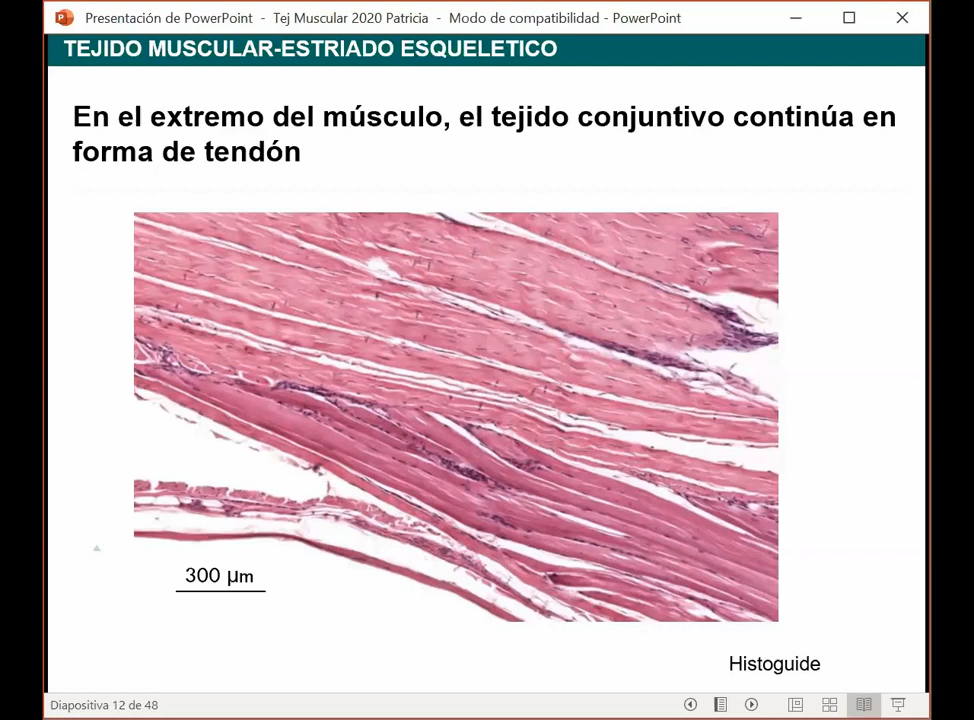 Presentación de PowerPoint - Tej Muscular 2020 Patricia - Modo de compatibilidad - PowerPoint
TEJIDO MUSCULAR-ESTRIADO ESQUELETICO
En el extremo del músculo, el tejido conjuntivo continúa en
forma de tendón
300 µm
Histoguide
Diapositiva 12 de 48